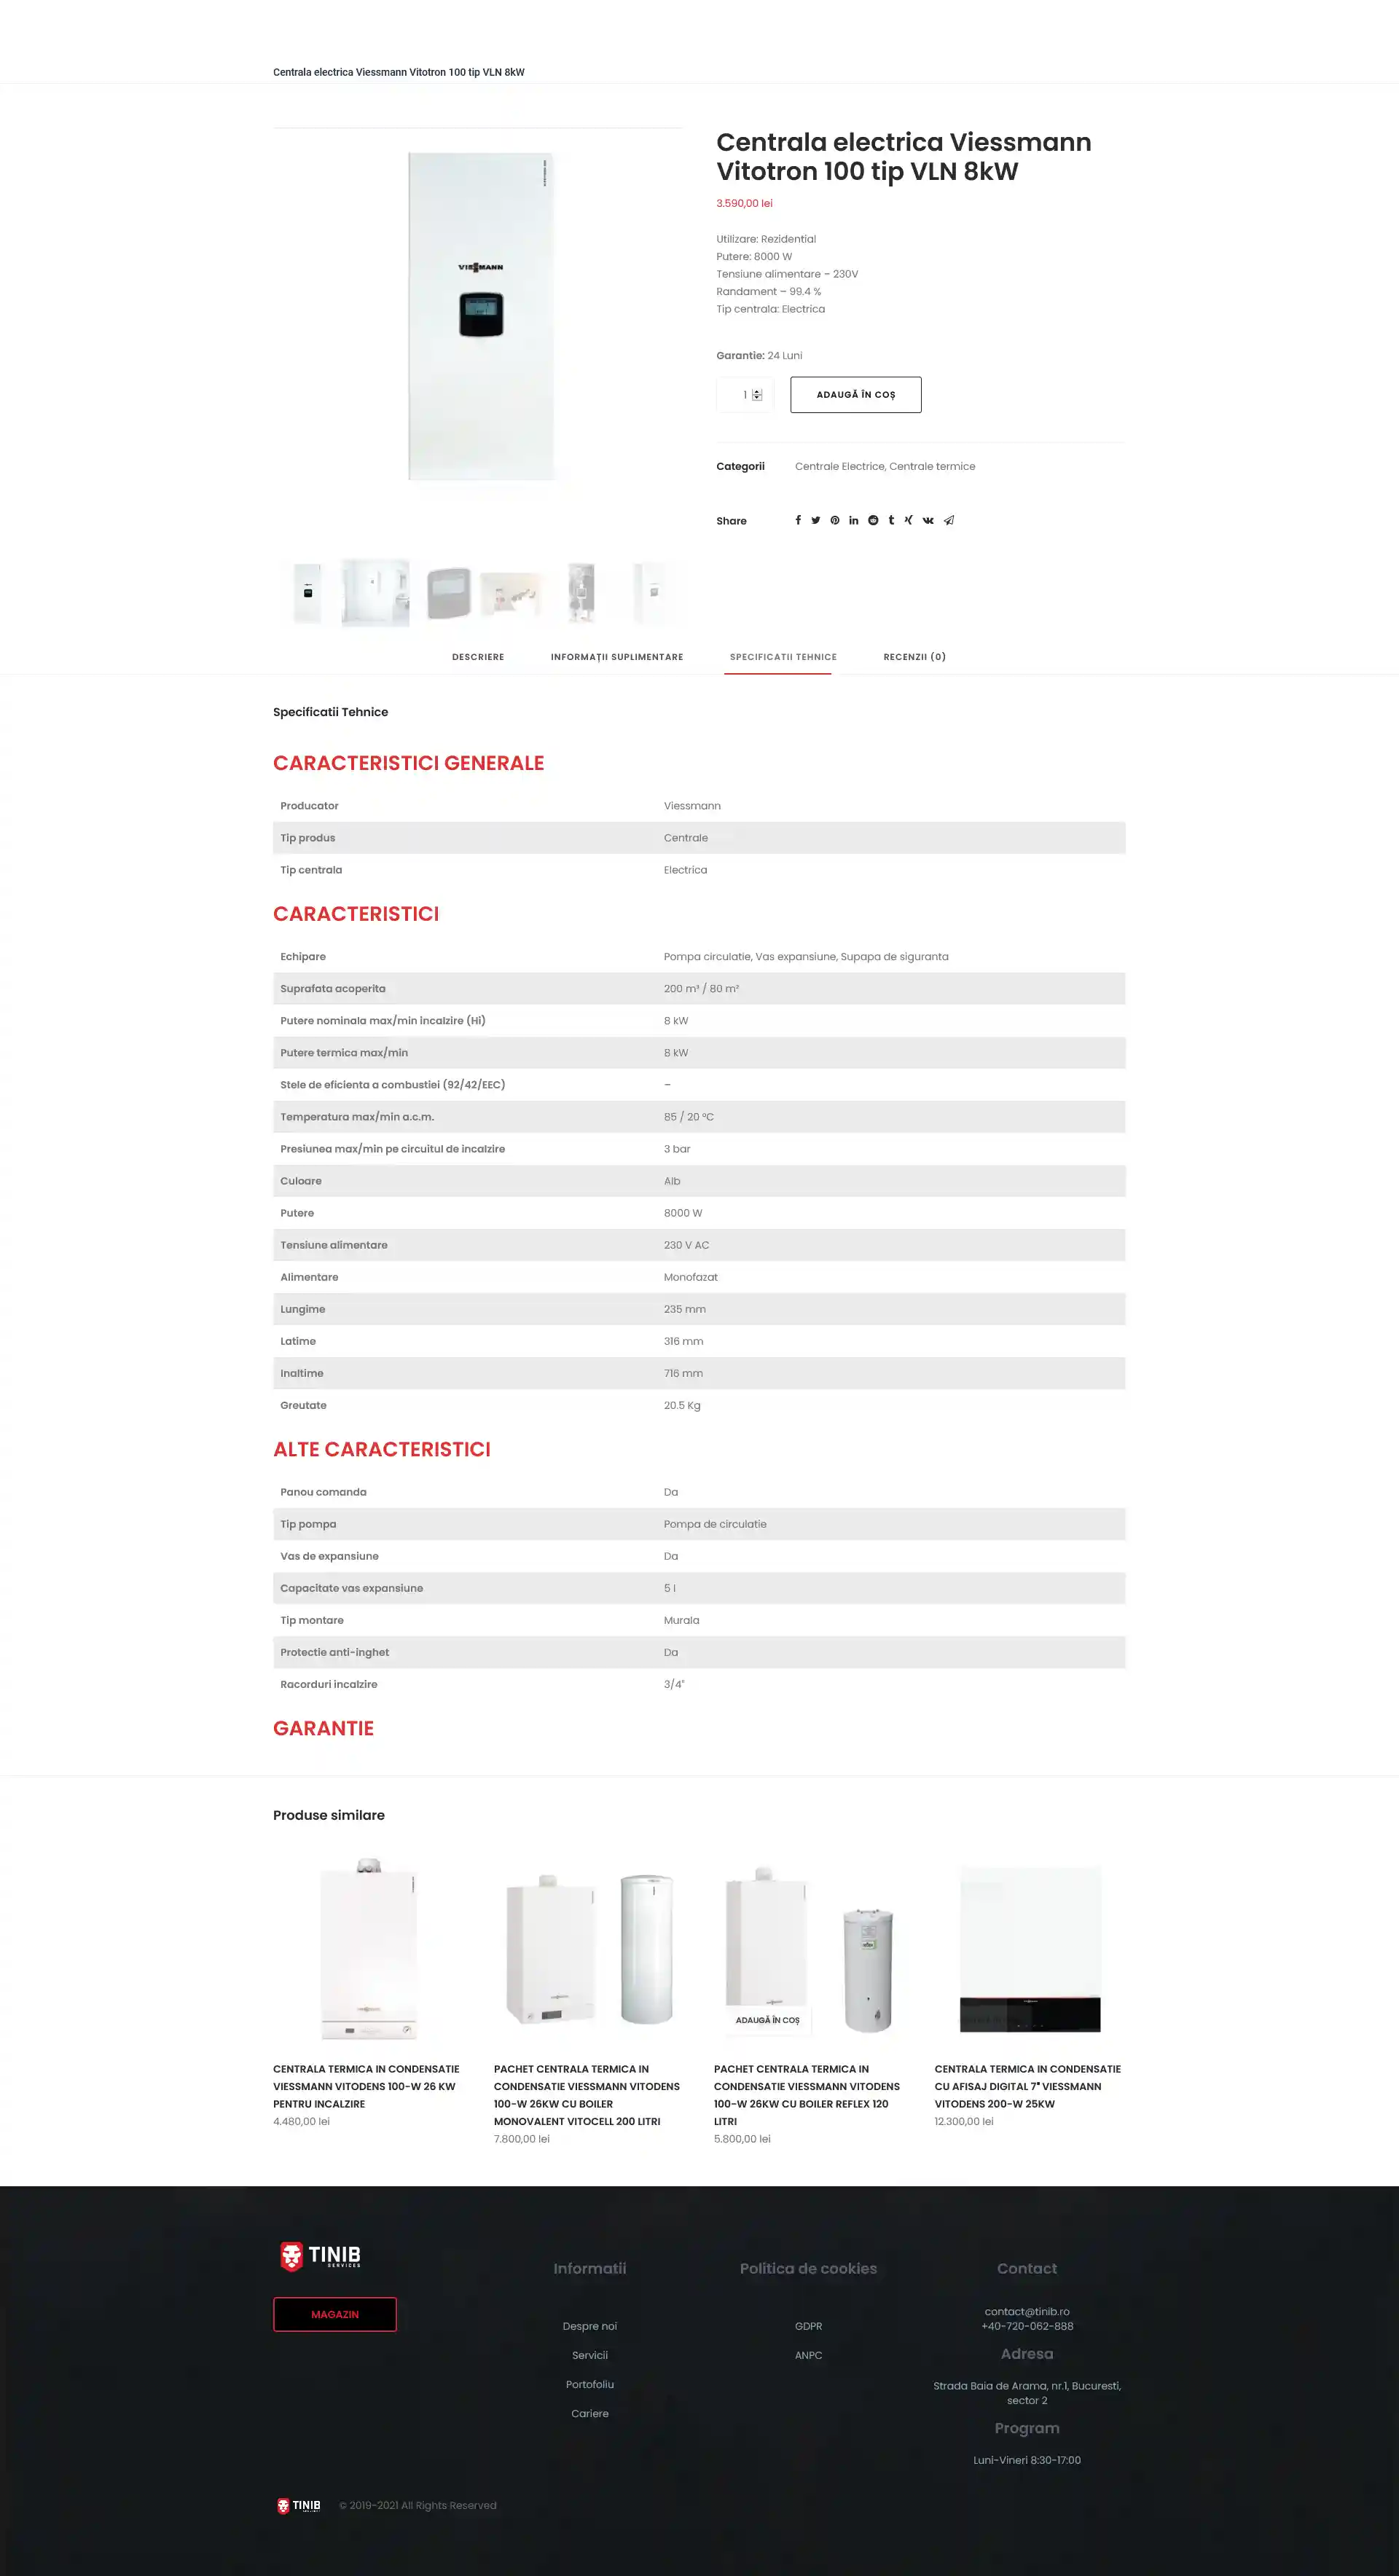 Centrala electrica Viessmann Vitotron 100 tip VLN 8kW
Centrala electrica Viessmann
Vitotron 100 tip VLN 8kW
3.590,00 lei
VIESMANN
Utilizare: Rezidential
Putere: 8000 W
Tensiune alimentare – 230V
Randament – 99.4 %
Tip centrala: Electrica
Garantie: 24 Luni
1
ADAUGĂ ÎN COȘ
Categorii Centrale Electrice, Centrale termice
Share
DESCRIERE INFORMAȚII SUPLIMENTARE SPECIFICATII TEHNICE RECENZII (0)
Specificatii Tehnice
CARACTERISTICI GENERALE
Producator Viessmann
Tip produs Centrale
Tip centrala Electrica
CARACTERISTICI
Echipare Pompa circulatie, Vas expansiune, Supapa de siguranta
Suprafata acoperita 200 m³ / 80 m²
Putere nominala max/min incalzire (Hi) 8 kW
Putere termica max/min 8 kW
Stele de eficienta a combustiei (92/42/EEC) –
Temperatura max/min a.c.m. 85 / 20 °C
Presiunea max/min pe circuitul de incalzire 3 bar
Culoare Alb
Putere 8000 W
Tensiune alimentare 230 V AC
Alimentare Monofazat
Lungime 235 mm
Latime 316 mm
Inaltime 716 mm
Greutate 20.5 Kg
ALTE CARACTERISTICI
Panou comanda Da
Tip pompa Pompa de circulatie
Vas de expansiune Da
Capacitate vas expansiune 5 l
Tip montare Murala
Protectie anti-inghet Da
Racorduri incalzire 3/4"
GARANTIE
Produse similare
ADAUGĂ ÎN COȘ
CENTRALA TERMICA IN CONDENSATIE
VIESSMANN VITODENS 100-W 26 KW
PENTRU INCALZIRE
4.480,00 lei
PACHET CENTRALA TERMICA IN
CONDENSATIE VIESSMANN VITODENS
100-W 26KW CU BOILER
MONOVALENT VITOCELL 200 LITRI
7.800,00 lei
PACHET CENTRALA TERMICA IN
CONDENSATIE VIESSMANN VITODENS
100-W 26KW CU BOILER REFLEX 120
LITRI
5.800,00 lei
CENTRALA TERMICA IN CONDENSATIE
CU AFISAJ DIGITAL 7" VIESSMANN
VITODENS 200-W 25KW
12.300,00 lei
TINIB
SERVICES
MAGAZIN
Informatii
Despre noi
Servicii
Portofoliu
Cariere
Politica de cookies
GDPR
ANPC
Contact
contact@tinib.ro
+40-720-062-888
Adresa
Strada Baia de Arama, nr.1, Bucuresti,
sector 2
Program
Luni-Vineri 8:30-17:00
TINIB
© 2019-2021 All Rights Reserved